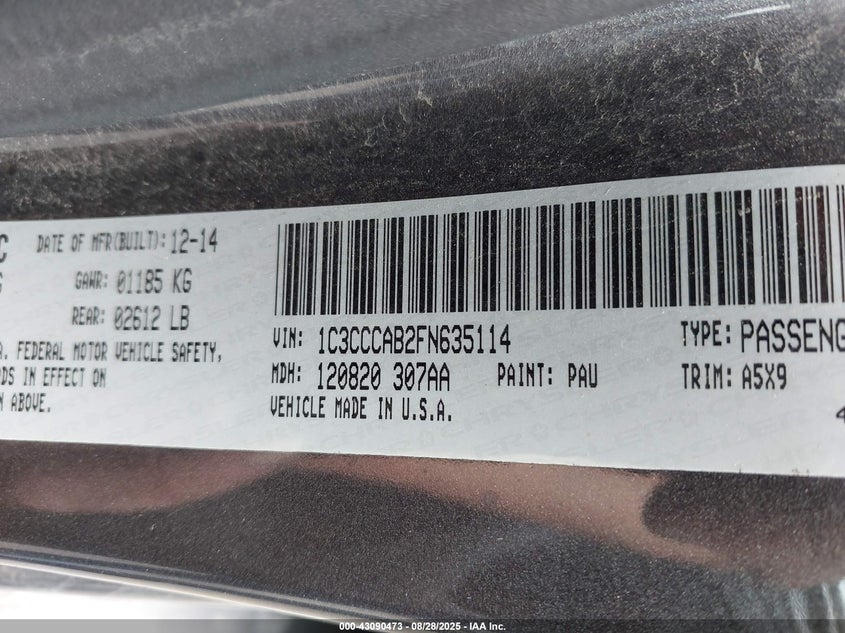 C DATE OF MFR(BUILT): 12-14
GAWR: 01185 KG
REAR: 02612 LB
A. FEDERAL MOTOR VEHICLE SAFETY,
DS IN EFFECT ON
N ABOVE.
VIN: 1C3CCCAB2FN635114 TYPE: PASSENG
MDH: 120820 307AA PAINT: PAU TRIM: A5X9
VEHICLE MADE IN U.S.A. 4
000-43090473 - 08/28/2025 - IAA Inc.